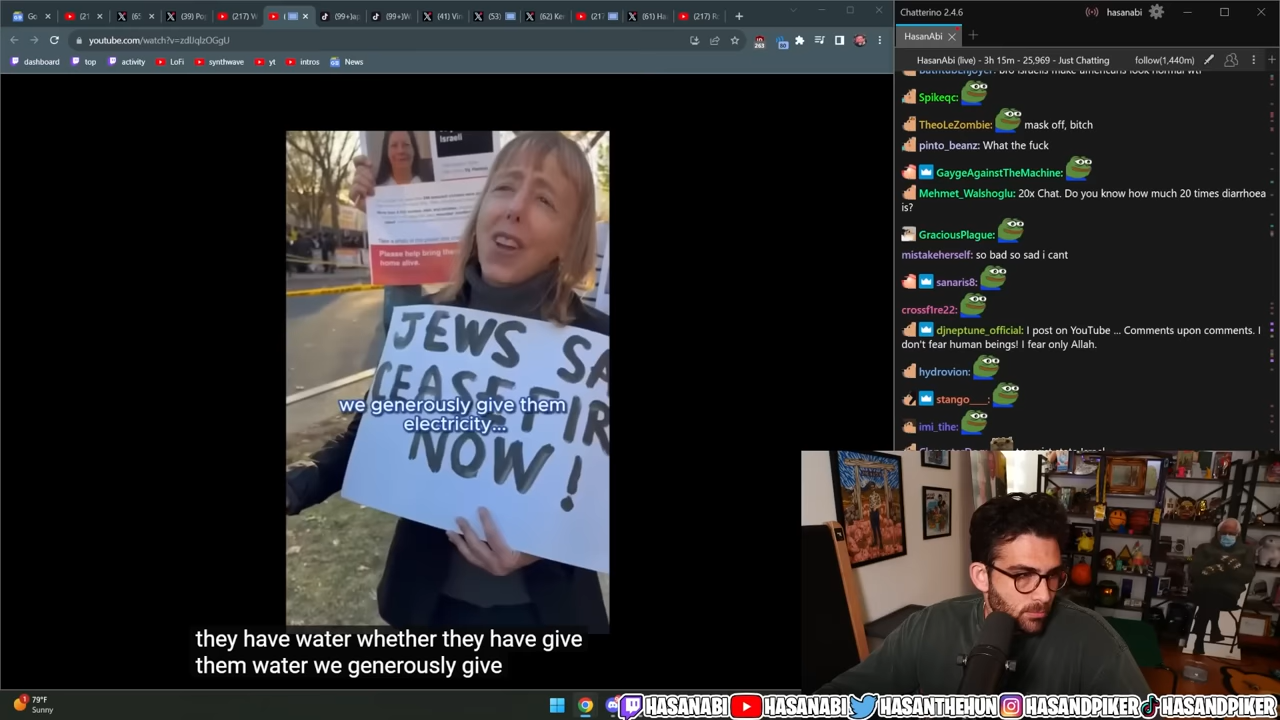 youtube.com/watch?v=zdlJqlzOGgU
dashboard
top
activity
LoFi
synthwave
yt
intros
News
Israeli
Please help bring them
home alive.
JEWS SA
CEASEFIR
NOW!
we generously give them
electricity...
they have water whether they have give
them water we generously give
Chatterino 2.4.6
hasanabi
HasanAbi
HasanAbi (live) - 3h 15m - 25,969 - Just Chatting
follow(1,440m)
Spikeqc:
TheoLeZombie: mask off, bitch
pinto_beanz: What the fuck
GaygeAgainstTheMachine:
Mehmet_Walshoglu: 20x Chat. Do you know how much 20 times diarrhoea
is?
GraciousPlague:
mistakeherself: so bad so sad i cant
sanaris8:
crossf1re22:
djneptune_official: I post on YouTube ... Comments upon comments. I
don't fear human beings! I fear only Allah.
hydrovion:
stango___:
imi_tihe:
79°F
Sunny
HASANABI
HASANABI
HASANTHEHUN
HASANDPIKER
HASANDPIKER